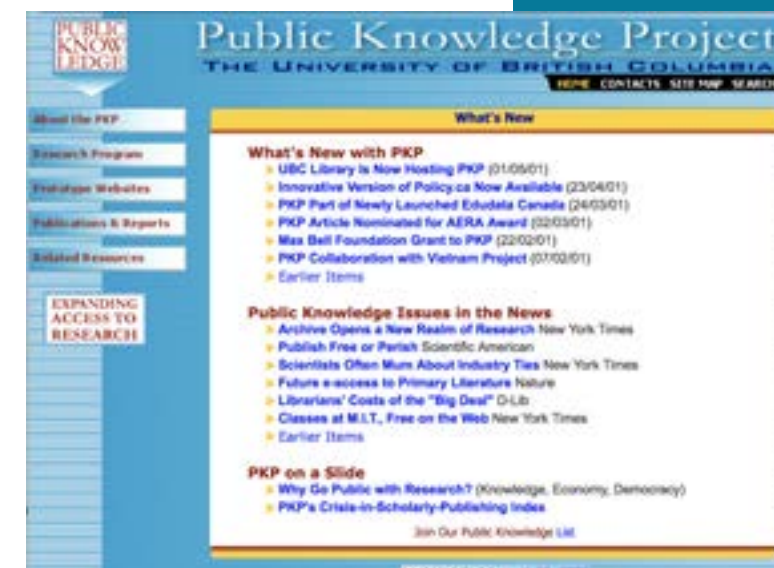 PUBLIC
KNOW
LEDGE
Public Knowledge Project
THE UNIVERSITY OF BRITISH COLUMBIA
HOME CONTACTS SITE MAP SEARCH
About the PKP
Research Program
Prototype Websites
Publications & Reports
Related Resources
EXPANDING
ACCESS TO
RESEARCH
What's New
What's New with PKP
UBC Library Is Now Hosting PKP (01/05/01)
Innovative Version of Policy.ca Now Available (23/04/01)
PKP Part of Newly Launched Edudata Canada (24/03/01)
PKP Article Nominated for AERA Award (02/03/01)
Max Bell Foundation Grant to PKP (22/02/01)
PKP Collaboration with Vietnam Project (07/02/01)
Earlier Items
Public Knowledge Issues in the News
Archive Opens a New Realm of Research New York Times
Publish Free or Perish Scientific American
Scientists Often Mum About Industry Ties New York Times
Future e-access to Primary Literature Nature
Librarians' Costs of the "Big Deal" D-Lib
Classes at M.I.T., Free on the Web New York Times
Earlier Items
PKP on a Slide
Why Go Public with Research? (Knowledge, Economy, Democracy)
PKP's Crisis-in-Scholarly-Publishing Index
Join Our Public Knowledge List